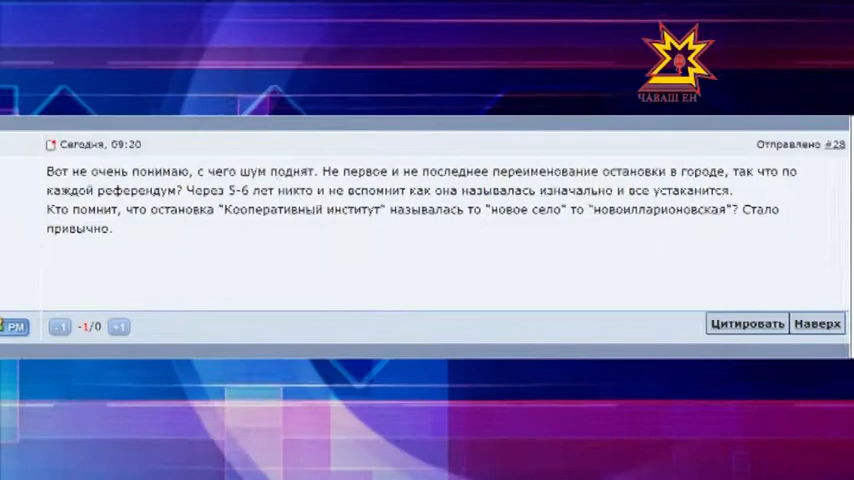 ЧĂВАШ ЕН
Сегодня, 09:20
Отправлено #28
Вот не очень понимаю, с чего шум поднят. Не первое и не последнее переименование остановки в городе, так что по
каждой референдум? Через 5-6 лет никто и не вспомнит как она называлась изначально и все устаканится.
Кто помнит, что остановка "Кооперативный институт" называлась то "новое село" то "новоилларионовская"? Стало
привычно.
PM
-1
-1/0
+1
Цитировать
Наверх